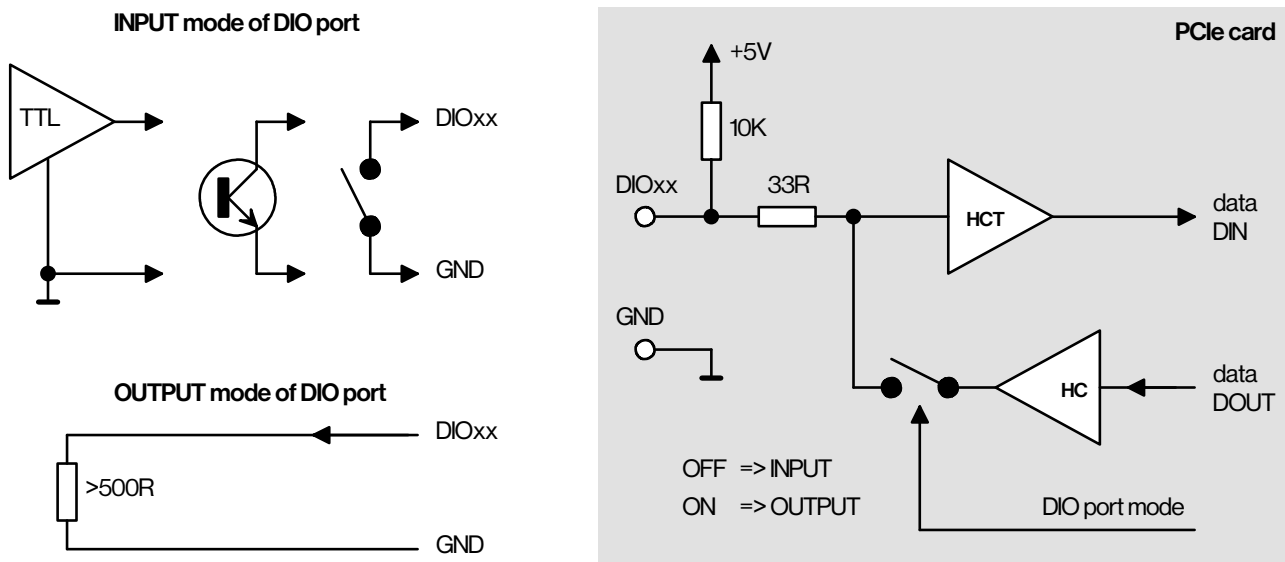 INPUT mode of DIO port
TTL
DIOxx
GND
OUTPUT mode of DIO port
DIOxx
>500R
GND
PCIe card
+5V
10K
DIOxx
33R
HCT
data
DIN
GND
HC
data
DOUT
OFF => INPUT
ON => OUTPUT
DIO port mode